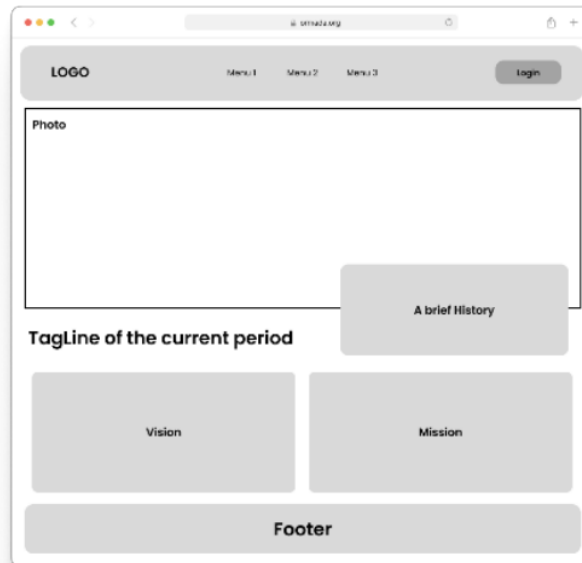 LOGO
Menu 1
Menu 2
Menu 3
Login
Photo
A brief History
TagLine of the current period
Vision
Mission
Footer